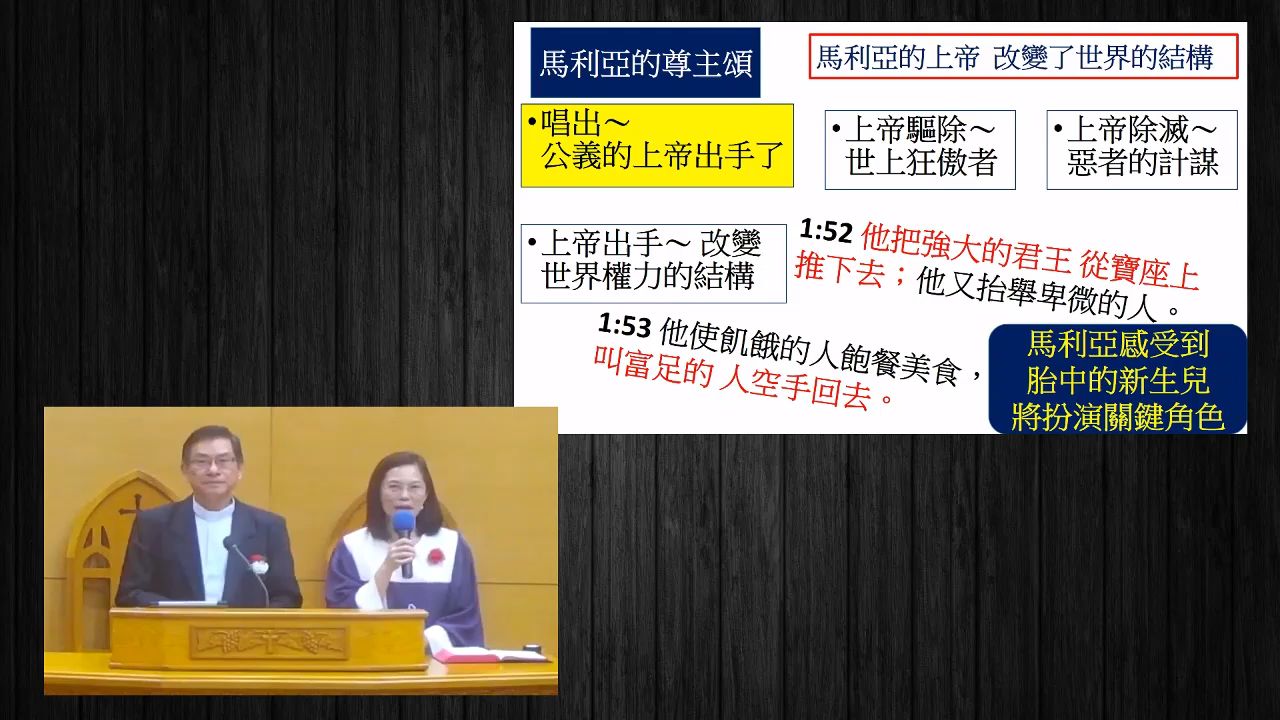 馬利亞的尊主頌
馬利亞的上帝 改變了世界的結構
•唱出～
公義的上帝出手了
•上帝驅除～
世上狂傲者
•上帝除滅～
惡者的計謀
•上帝出手～ 改變
世界權力的結構
1:52 他把強大的君王 從寶座上
推下去；他又抬舉卑微的人。
1:53 他使飢餓的人飽餐美食，
叫富足的 人空手回去。
馬利亞感受到
胎中的新生兒
將扮演關鍵角色